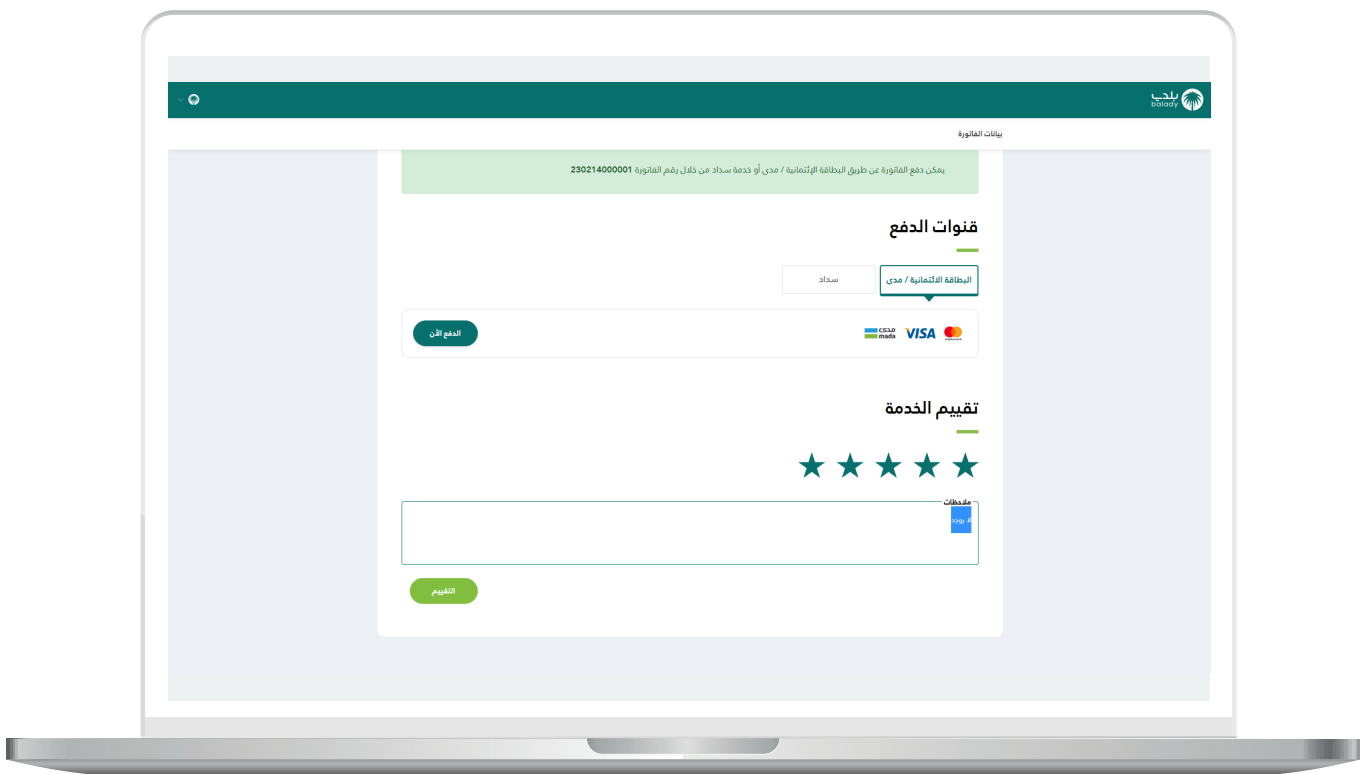 بلدي
balady
بيانات الفاتورة
يمكن دفع الفاتورة عن طريق البطاقة الإئتمانية / مدى أو خدمة سداد من خلال رقم الفاتورة 230214000001
قنوات الدفع
البطاقة الائتمانية / مدى
سداد
VISA
مدى
mada
الدفع الأن
تقييم الخدمة
ملاحظات
لا يوجد
التقييم